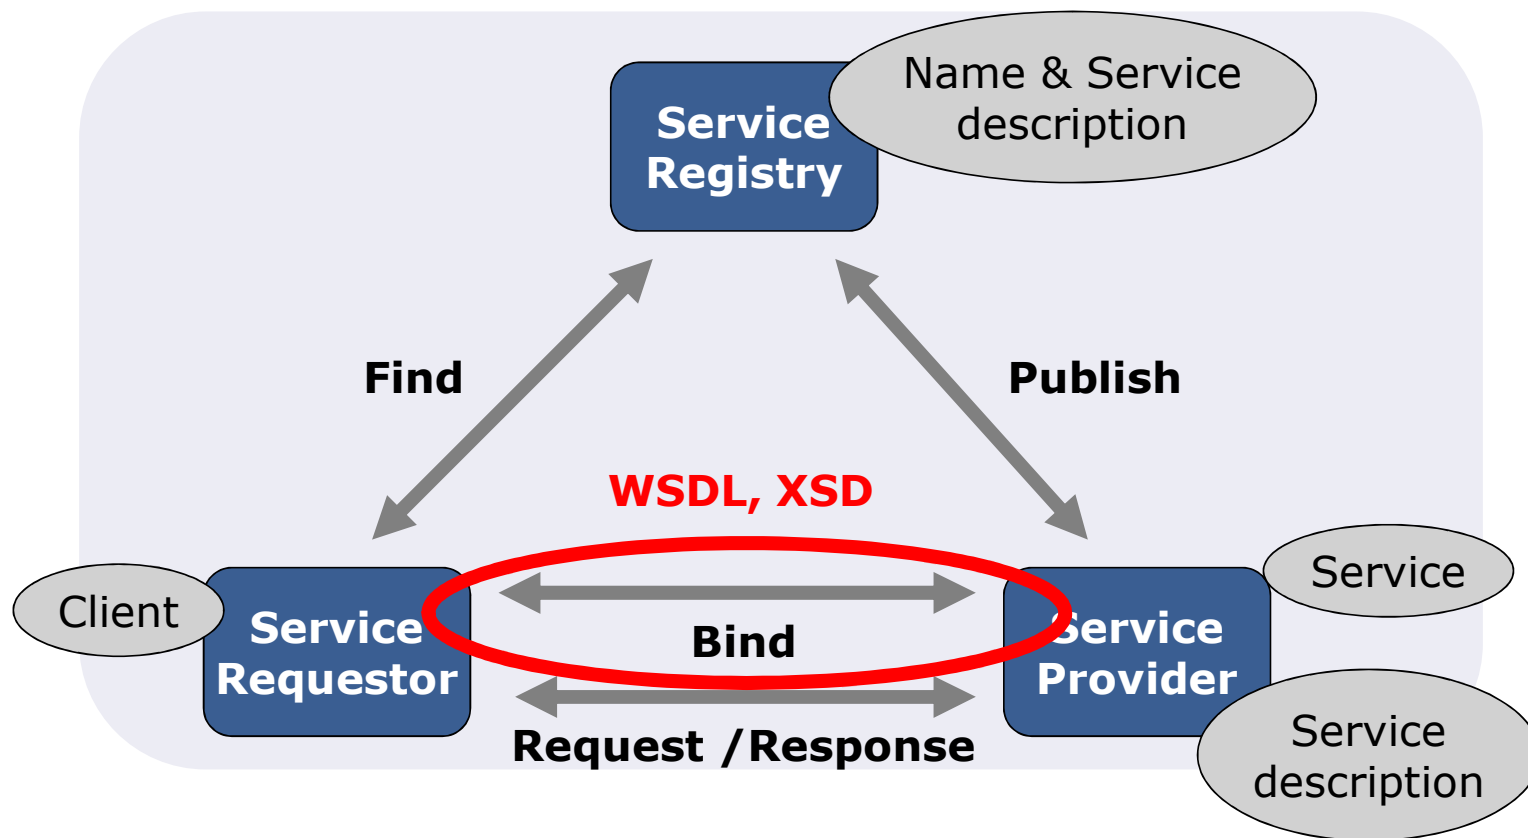 Name & Service
description
Service
Registry
Find
Publish
WSDL, XSD
Client
Service
Requestor
Bind
Service
Provider
Service
Request /Response
Service
description